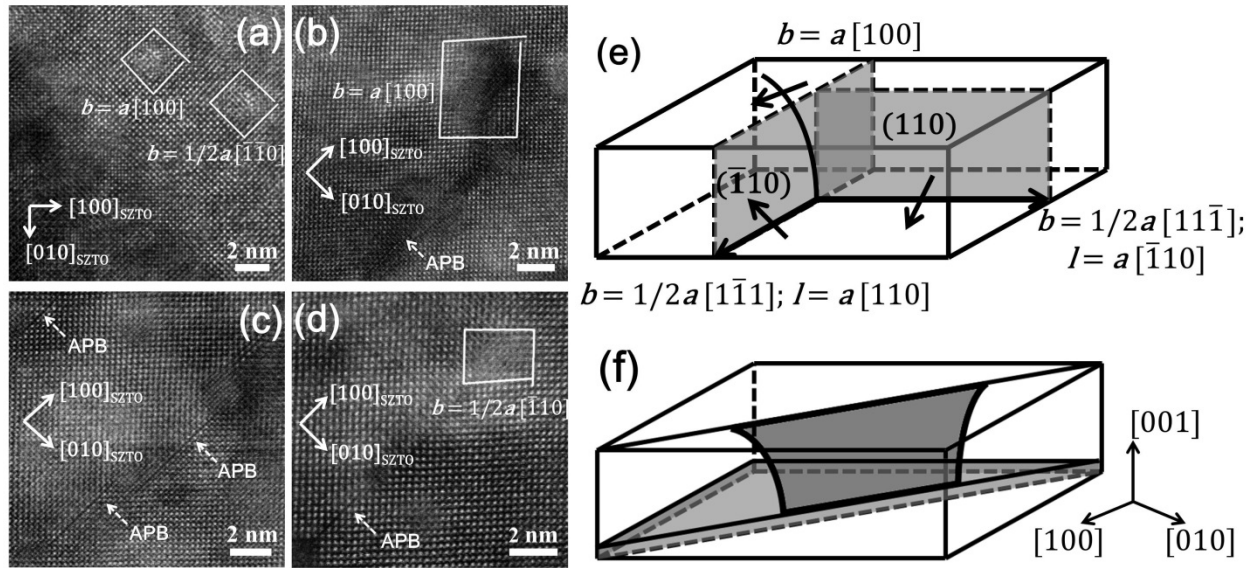 (a)
b = a [100]
b = 1/2a [1̄10]
[100]SZTO
[010]SZTO
2 nm
(b)
b = a [100]
[100]SZTO
[010]SZTO
APB
2 nm
(c)
APB
[100]SZTO
[010]SZTO
APB
APB
2 nm
(d)
[100]SZTO
[010]SZTO
b = 1/2a [1̄10]
APB
2 nm
(e)
b = a [100]
(110)
(1̄10)
b = 1/2a [111̄];
l = a [1̄10]
b = 1/2a [11̄1]; l = a [110]
(f)
[001]
[100]
[010]